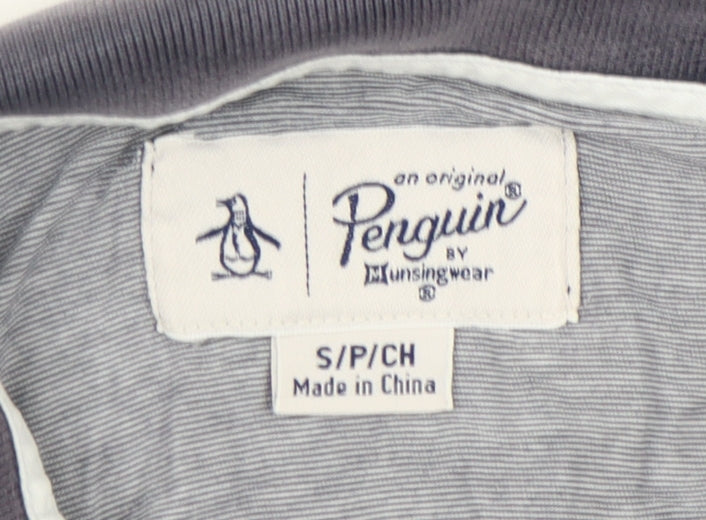 an original®
Penguin
BY
Munsingwear
®
S/P/CH
Made in China